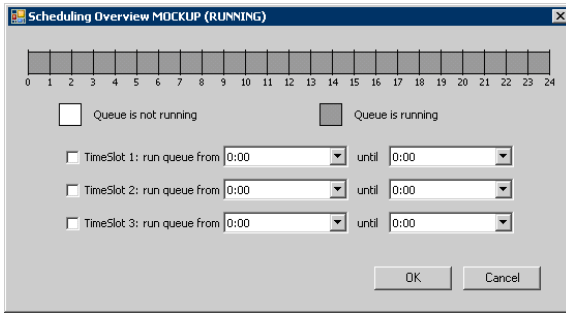 Scheduling Overview MOCKUP (RUNNING)
0 1 2 3 4 5 6 7 8 9 10 11 12 13 14 15 16 17 18 19 20 21 22 23 24
Queue is not running Queue is running
TimeSlot 1: run queue from 0:00 until 0:00
TimeSlot 2: run queue from 0:00 until 0:00
TimeSlot 3: run queue from 0:00 until 0:00
OK Cancel